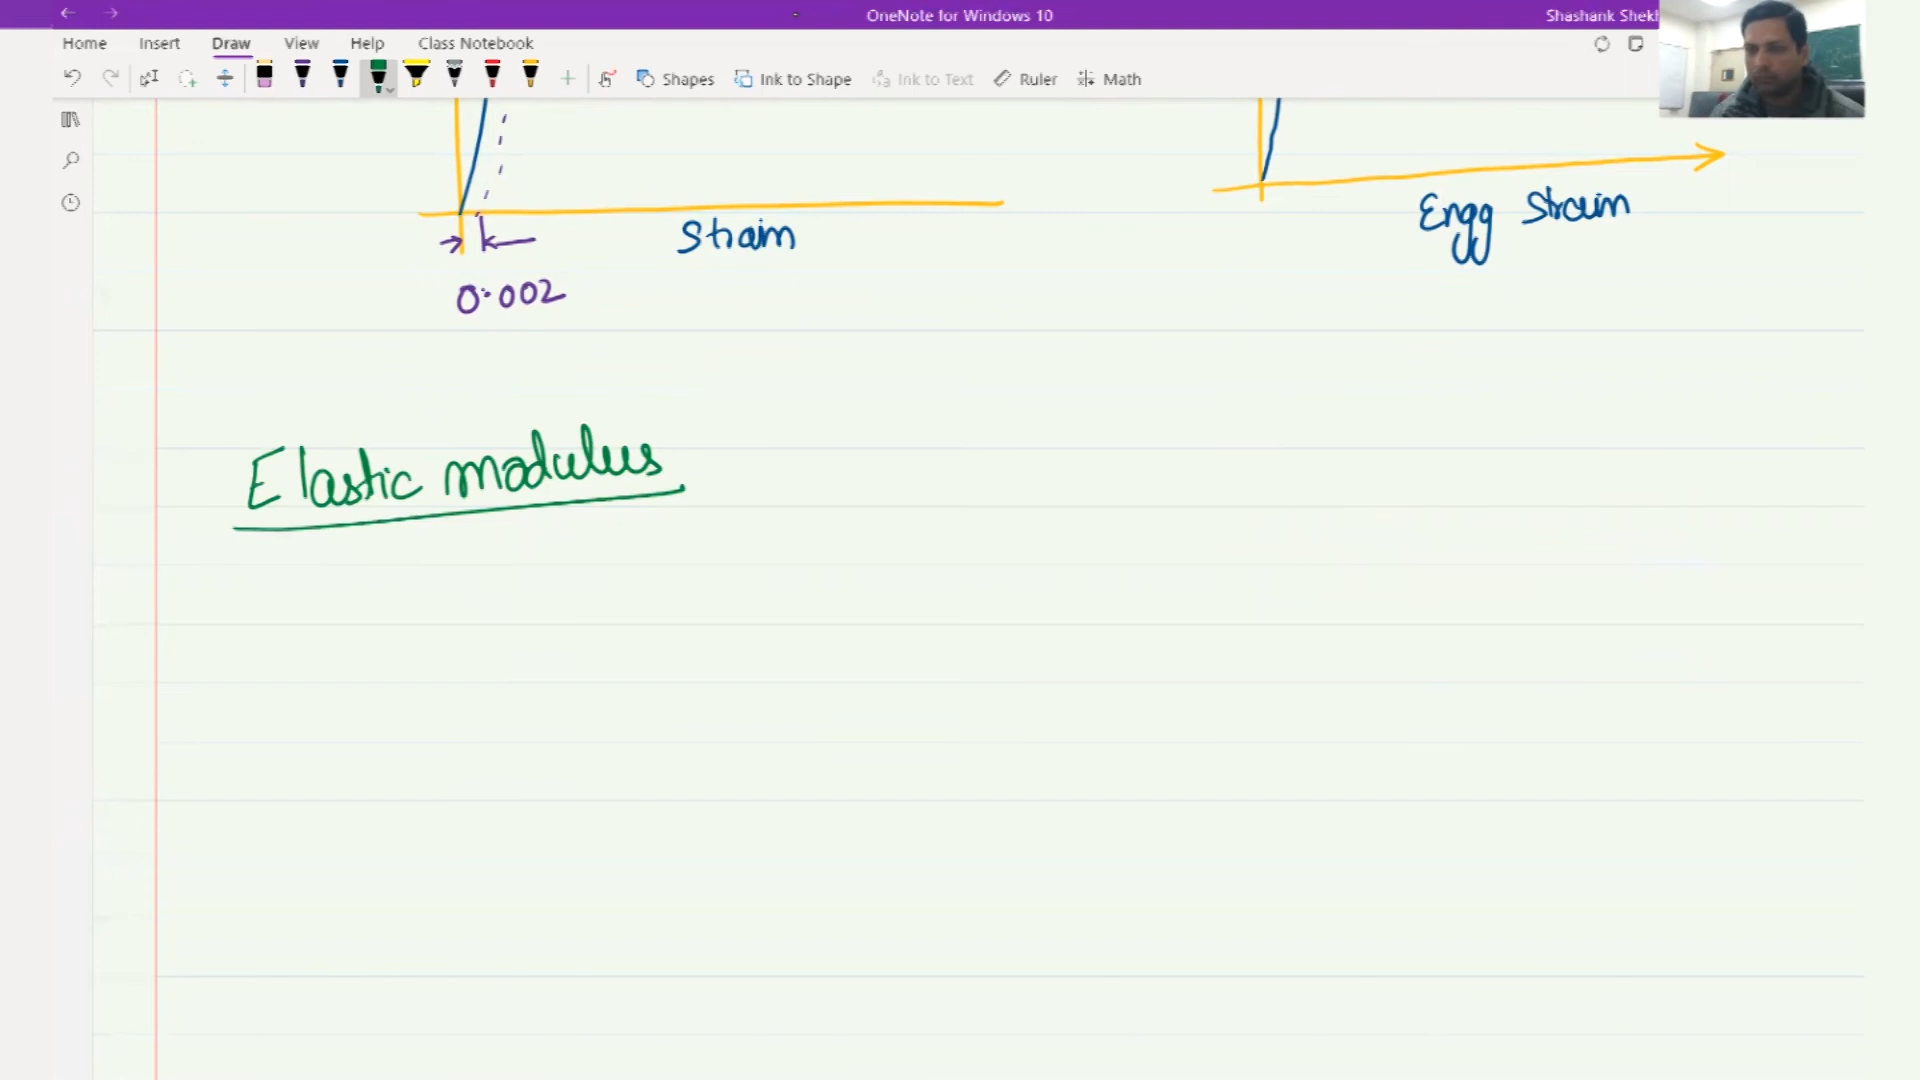 OneNote for Windows 10
Shashank Shekh
Home Insert Draw View Help Class Notebook
Shapes Ink to Shape Ink to Text Ruler Math
Strain
Engg Strain
0.002
Elastic modulus